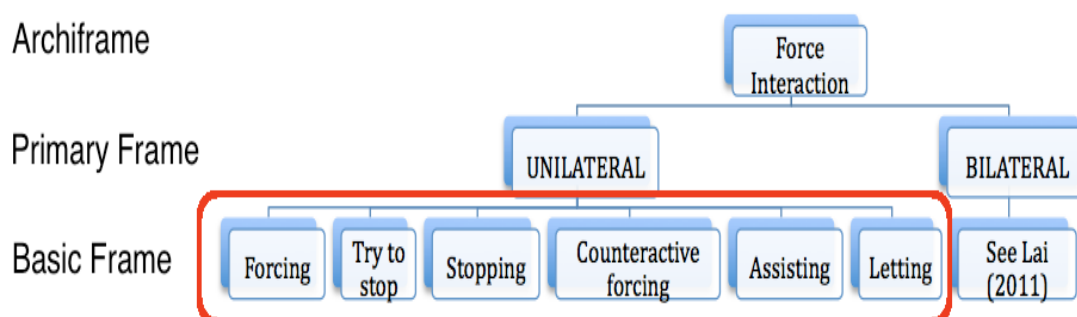 Archiframe
Force
Interaction
Primary Frame
UNILATERAL
BILATERAL
Basic Frame
Forcing
Try to
stop
Stopping
Counteractive
forcing
Assisting
Letting
See Lai
(2011)